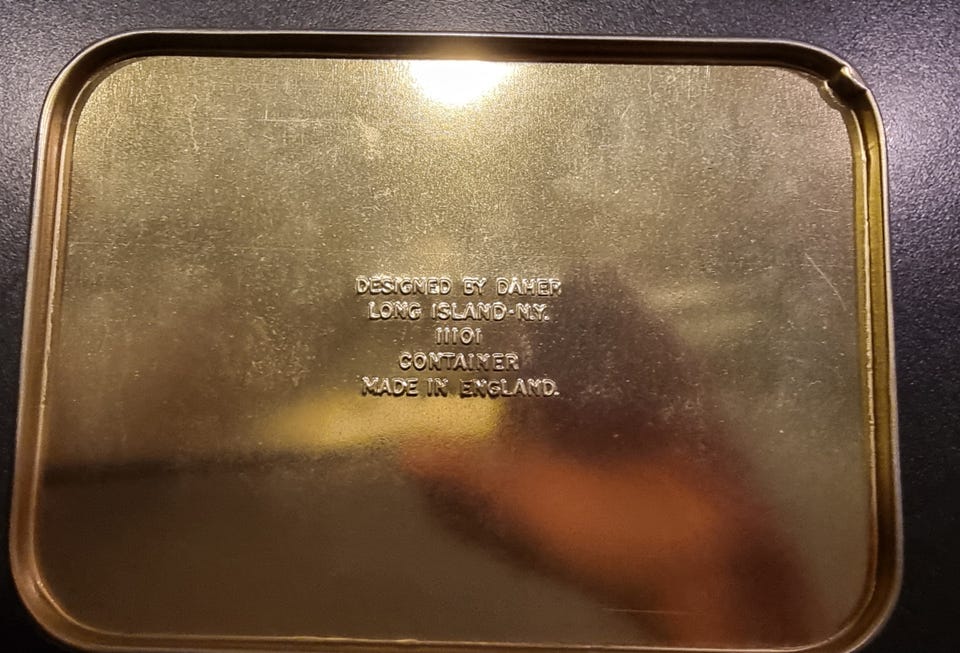 DESIGNED BY DAHER
LONG ISLAND-N.Y.
11101
CONTAINER
MADE IN ENGLAND.